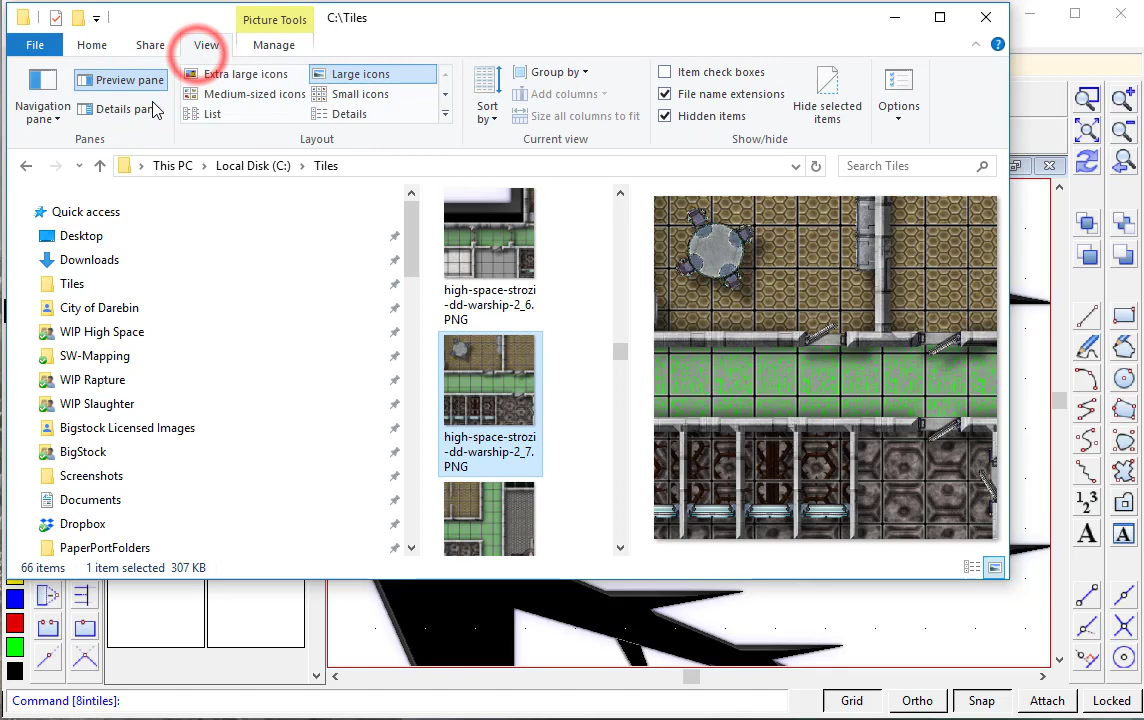 Picture Tools
C:\Tiles
File
Home
Share
View
Manage
Navigation pane
Preview pane
Details pane
Panes
Extra large icons
Large icons
Medium-sized icons
Small icons
List
Details
Layout
Sort by
Group by
Add columns
Size all columns to fit
Current view
Item check boxes
File name extensions
Hidden items
Hide selected items
Show/hide
Options
This PC
Local Disk (C:)
Tiles
Search Tiles
Quick access
Desktop
Downloads
Tiles
City of Darebin
WIP High Space
SW-Mapping
WIP Rapture
WIP Slaughter
Bigstock Licensed Images
BigStock
Screenshots
Documents
Dropbox
PaperPortFolders
high-space-strozi
-dd-warship-2_6.
PNG
high-space-strozi
-dd-warship-2_7.
PNG
66 items
1 item selected 307 KB
1 2 3
A
A
Command [8intiles]:
Grid
Ortho
Snap
Attach
Locked